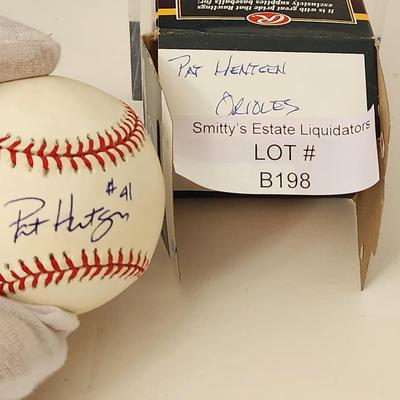 It is with great pride that Rawlings
exclusively supplies baseballs for:
PAT HENTGEN
ORIOLES
Smitty's Estate Liquidators
LOT #
B198
#41
Pat Hentgen